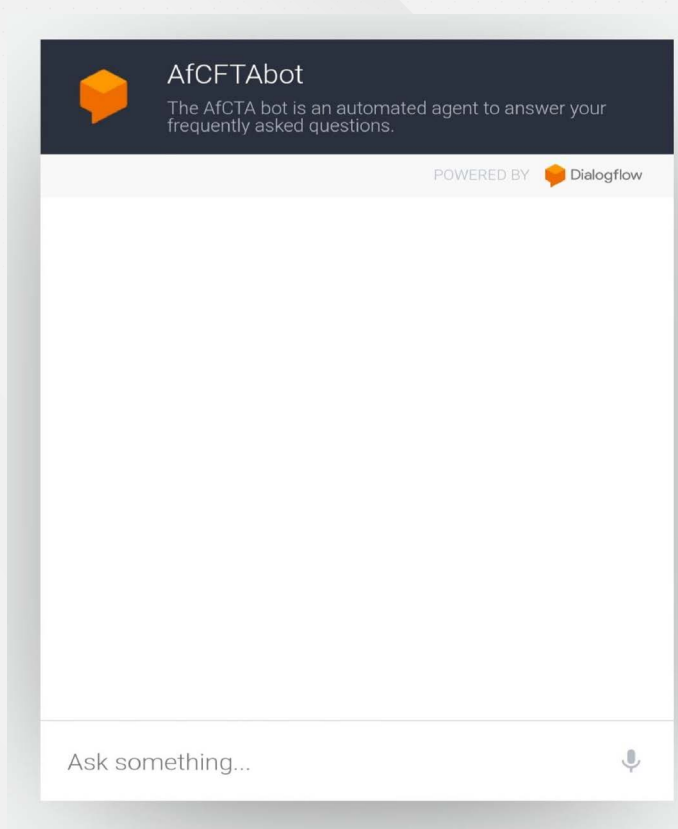 AfCFTAbot
The AfCTA bot is an automated agent to answer your
frequently asked questions.
POWERED BY Dialogflow
Ask something...